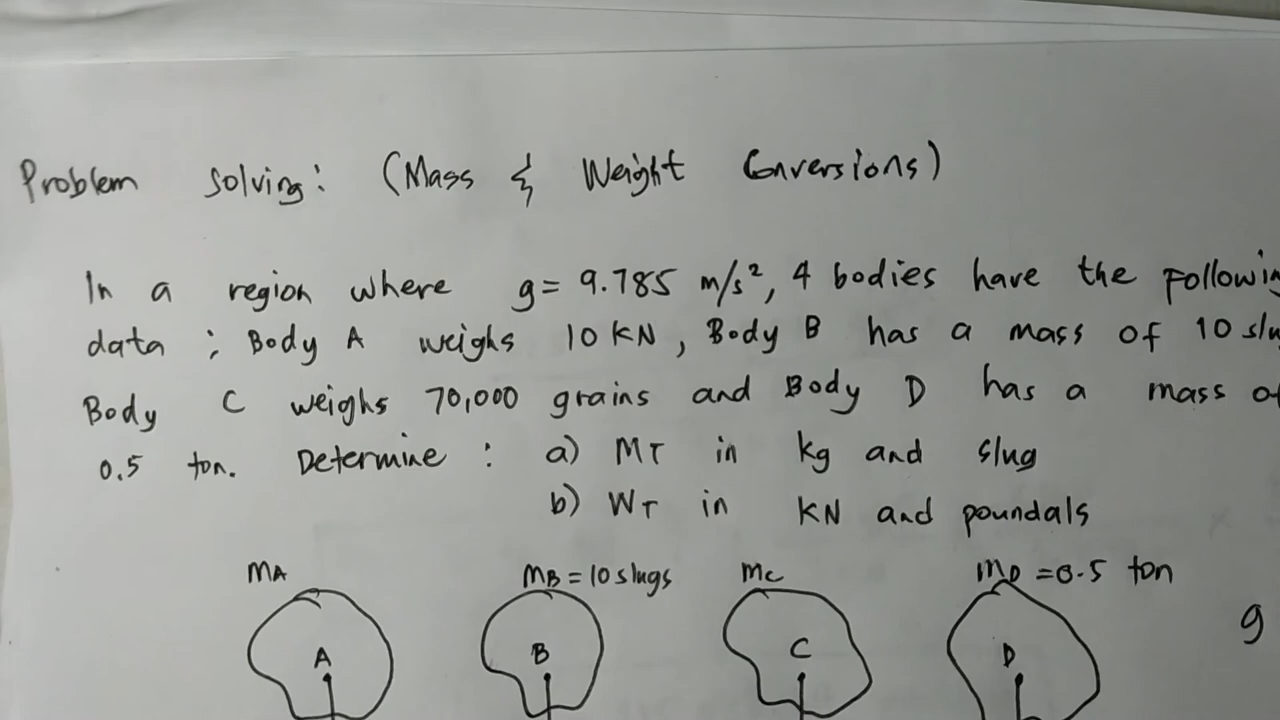 Problem Solving: (Mass & Weight Conversions)
In a region where g = 9.785 m/s², 4 bodies have the
data ; Body A weighs 10 KN, Body B has a mass of 10
Body C weighs 70,000 grains and Body D has a mass
0.5 ton. Determine : a) MT in kg and slug
b) WT in KN and poundals
MA MB = 10 slugs Mc MD = 0.5 ton
g
A B C D